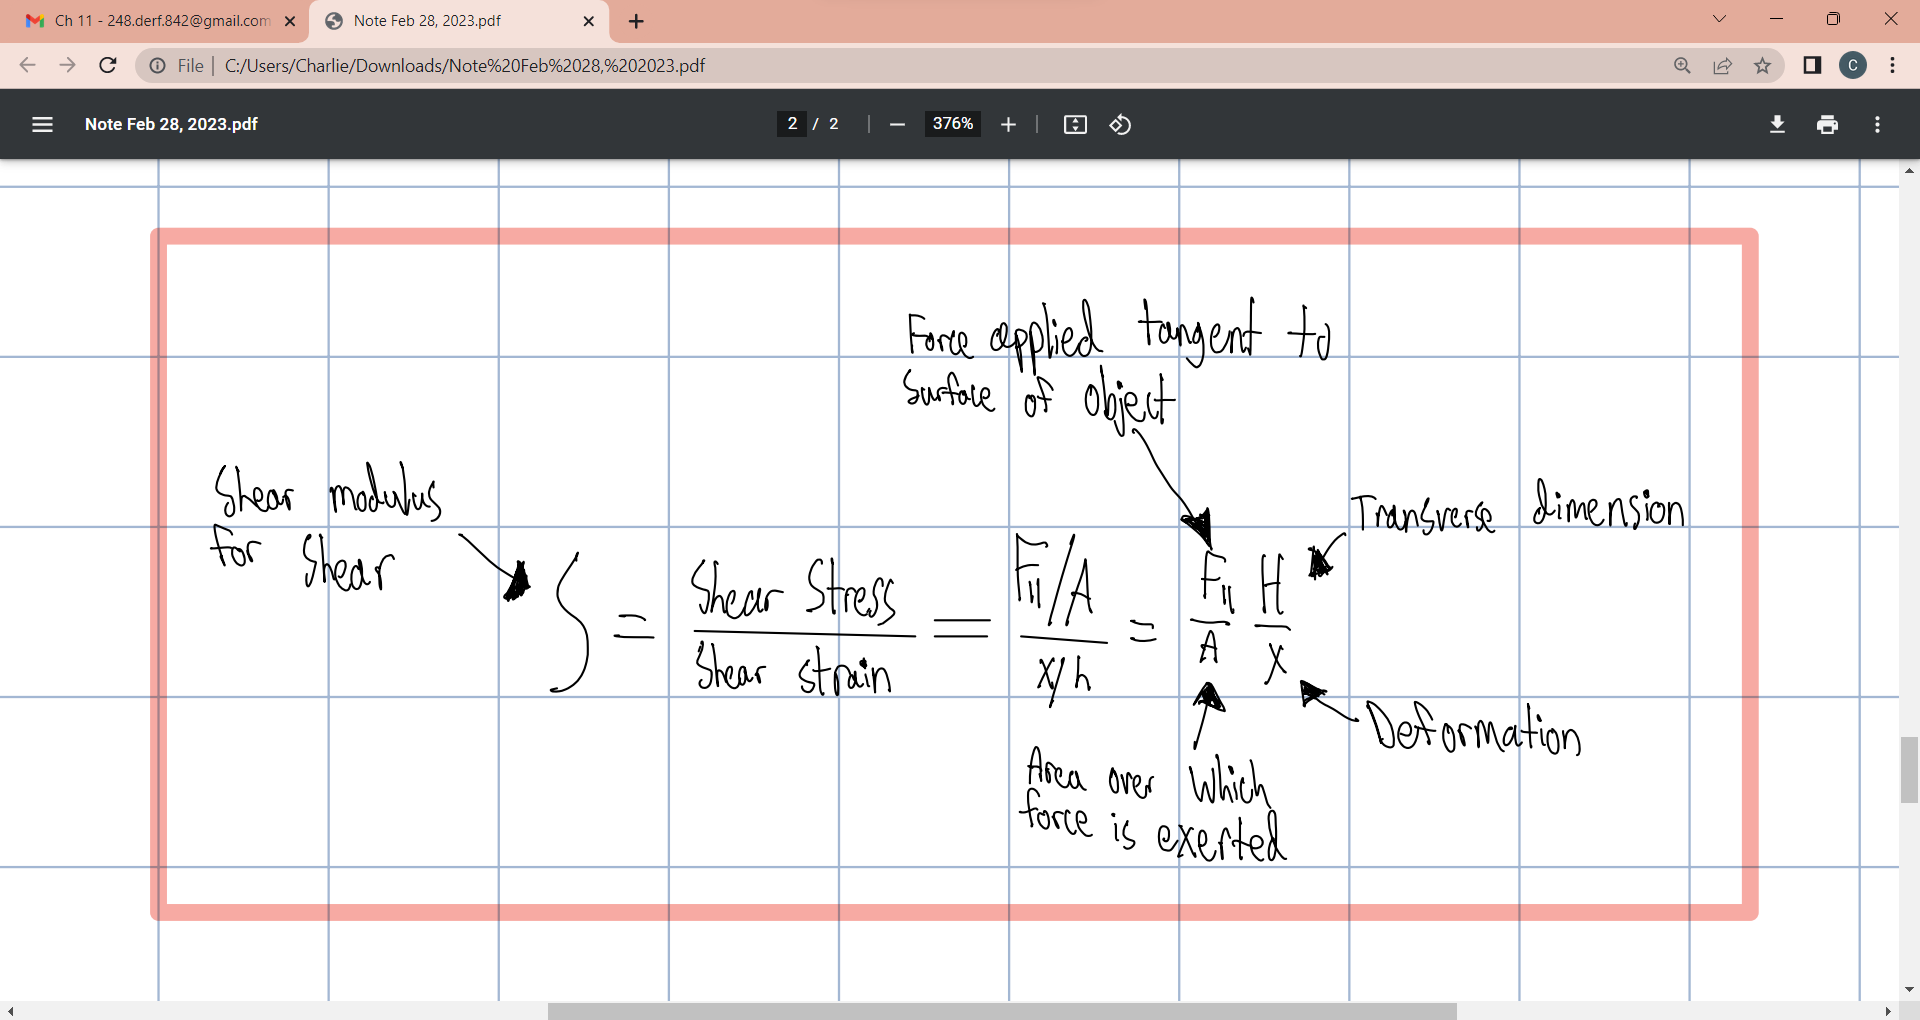 Ch 11 - 248.derf.842@gmail.com
Note Feb 28, 2023.pdf
File
C:/Users/Charlie/Downloads/Note%20Feb%2028,%202023.pdf
C
Note Feb 28, 2023.pdf
2 / 2
376%
Force applied tangent to
Surface of object
Shear modulus
for Shear
Transverse dimension
S = Shear Stress / Shear strain = F||/A / x/h = F|| / A H / X
Deformation
Area over Which
force is exerted